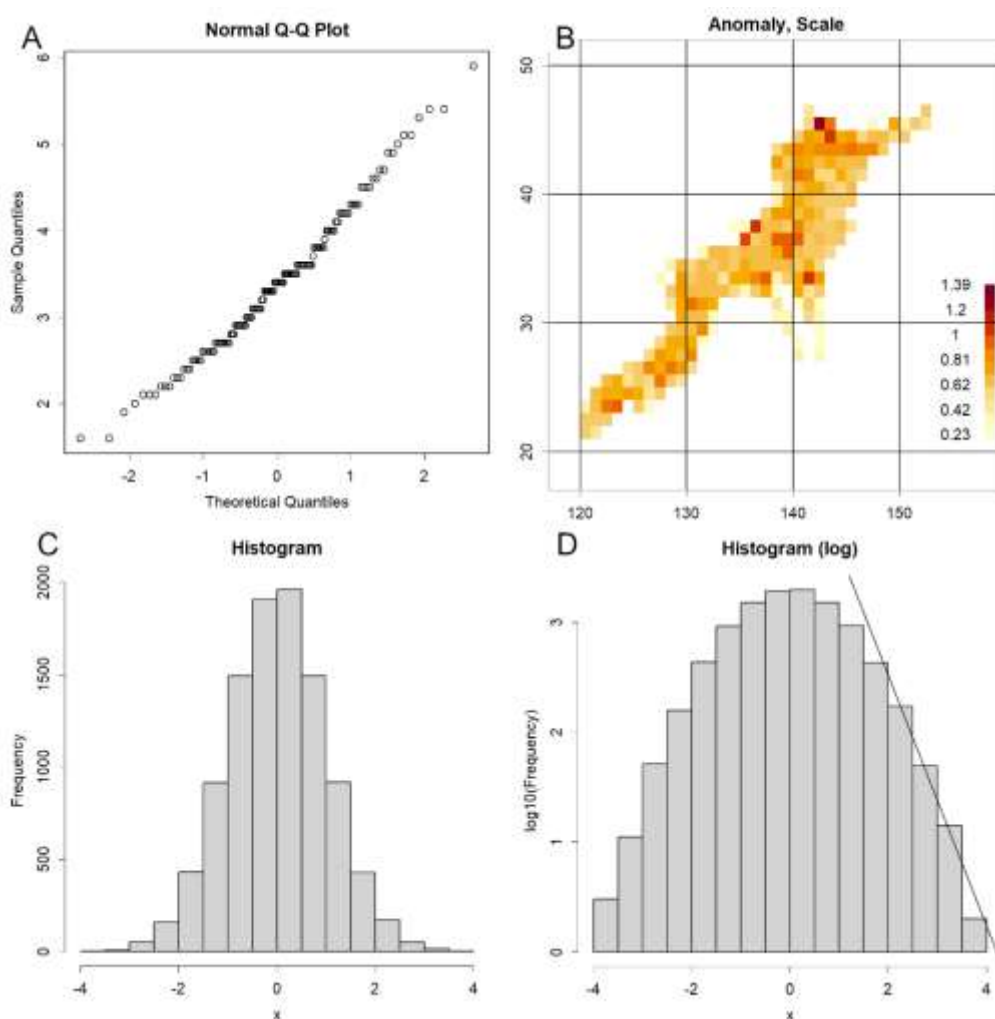 A
Normal Q-Q Plot
Sample Quantiles
6
5
4
3
2
-2 -1 0 1 2
Theoretical Quantiles
B
Anomaly, Scale
50
40
30
20
120 130 140 150
1.39
1.2
1
0.81
0.62
0.42
0.23
C
Histogram
Frequency
2000
1500
1000
500
0
-4 -2 0 2 4
x
D
Histogram (log)
log10(Frequency)
3
2
1
0
-4 -2 0 2 4
x